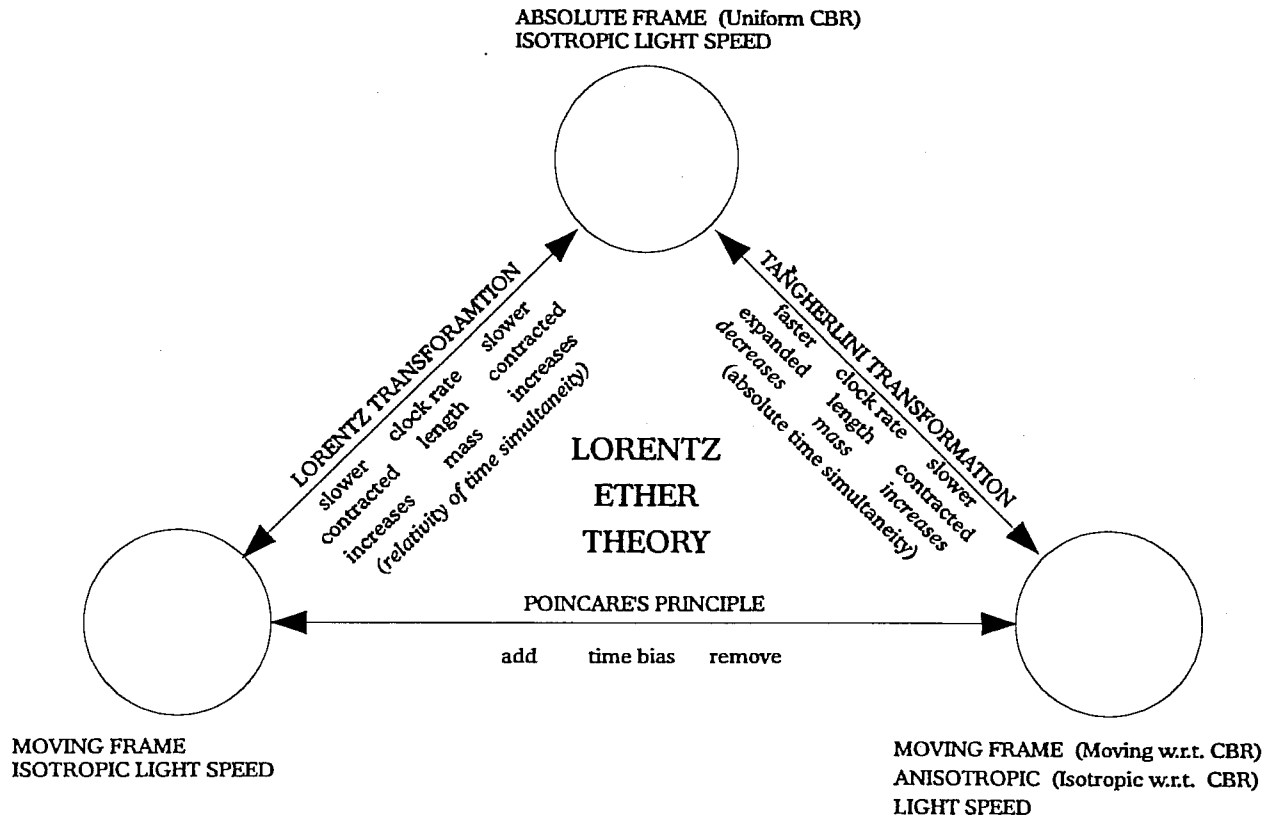 ABSOLUTE FRAME (Uniform CBR)
ISOTROPIC LIGHT SPEED
LORENTZ TRANSFORAMTION
slower clock rate slower
contracted length contracted
increases mass increases
(relativity of time simultaneity)
TANGHERLINI TRANSFORMATION
faster clock rate slower
expanded length contracted
decreases mass increases
(absolute time simultaneity)
LORENTZ
ETHER
THEORY
POINCARE'S PRINCIPLE
add time bias remove
MOVING FRAME
ISOTROPIC LIGHT SPEED
MOVING FRAME (Moving w.r.t. CBR)
ANISOTROPIC (Isotropic w.r.t. CBR)
LIGHT SPEED